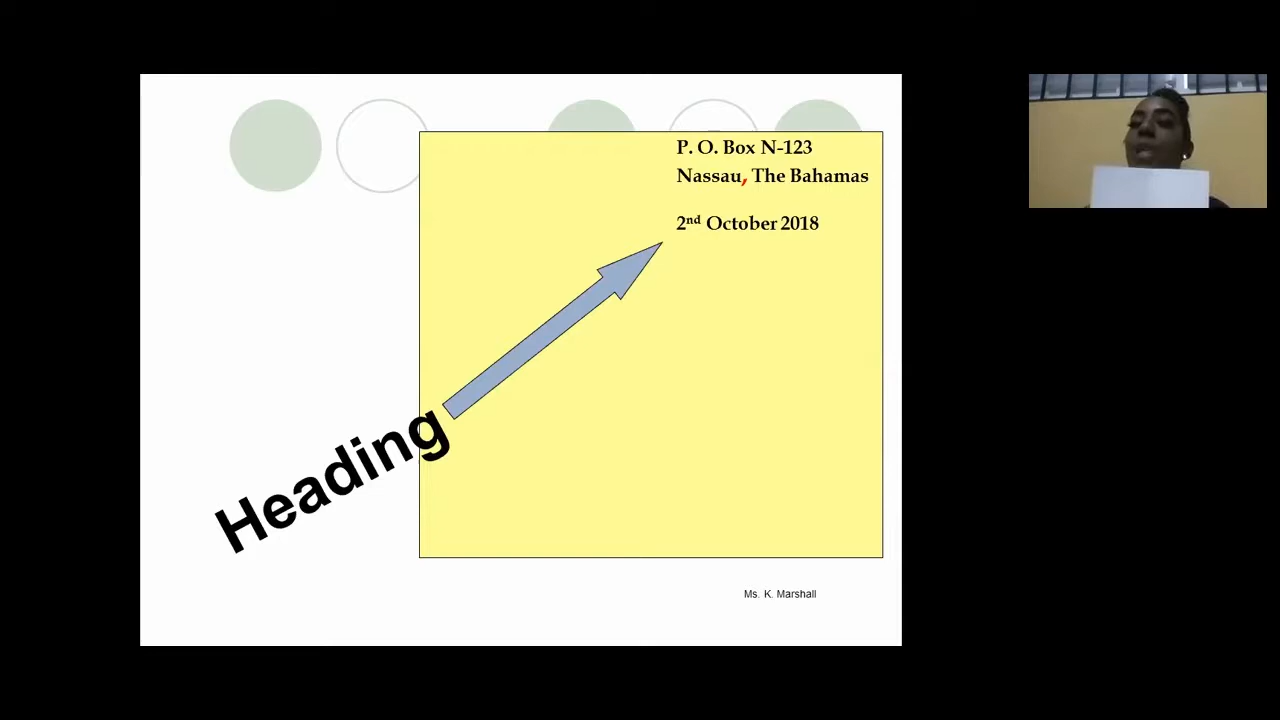 P. O. Box N-123
Nassau, The Bahamas
2nd October 2018
Heading
Ms. K. Marshall